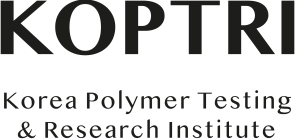 KOPTRI
Korea Polymer Testing
& Research Institute